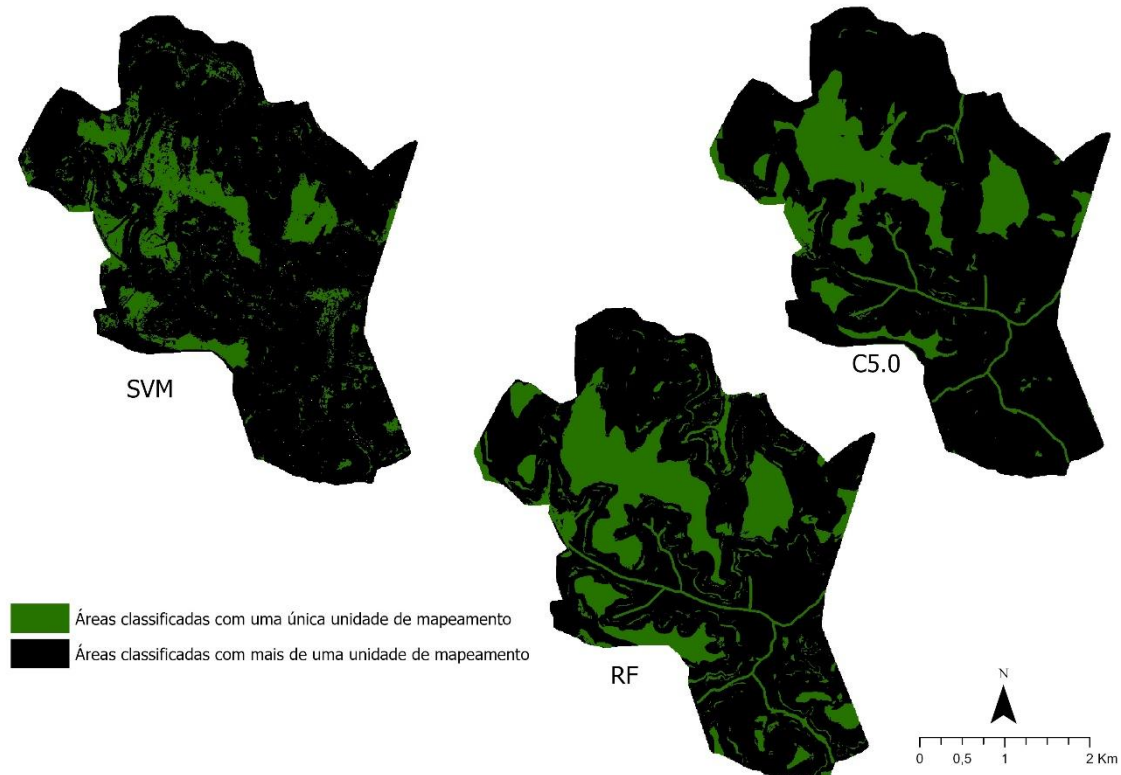 SVM
C5.0
RF
Áreas classificadas com uma única unidade de mapeamento
Áreas classificadas com mais de uma unidade de mapeamento
N
0 0,5 1 2 Km